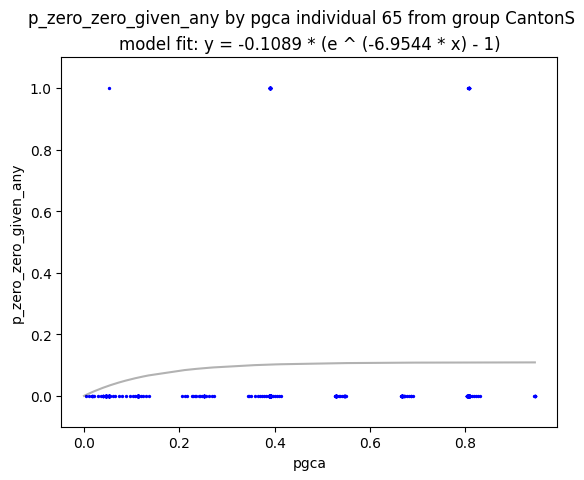 p_zero_zero_given_any by pgca individual 65 from group CantonS
model fit: y = -0.1089 * (e ^ (-6.9544 * x) - 1)
1.0
0.8
0.6
0.4
0.2
0.0
p_zero_zero_given_any
0.0 0.2 0.4 0.6 0.8
pgca